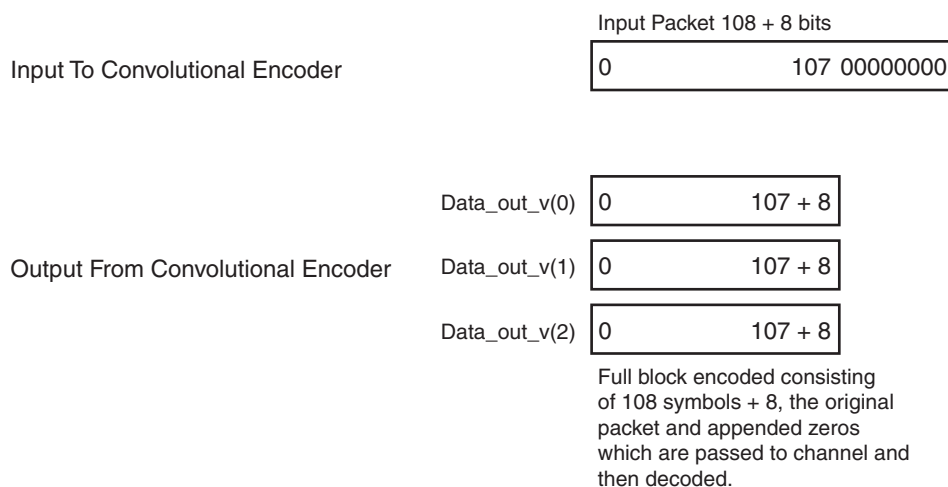 Input Packet 108 + 8 bits
Input To Convolutional Encoder
0 107 00000000
Data_out_v(0) 0 107 + 8
Output From Convolutional Encoder
Data_out_v(1) 0 107 + 8
Data_out_v(2) 0 107 + 8
Full block encoded consisting
of 108 symbols + 8, the original
packet and appended zeros
which are passed to channel and
then decoded.